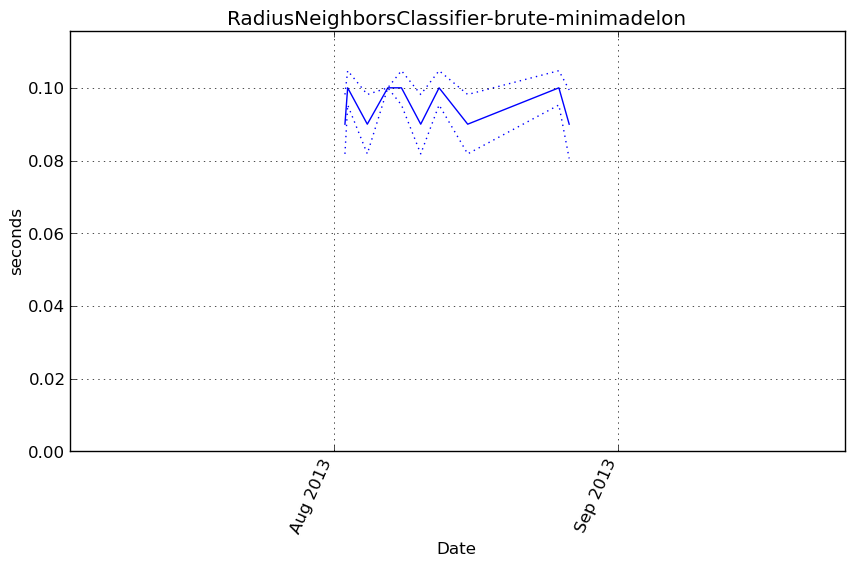 RadiusNeighborsClassifier-brute-minimadelon
0.10
0.08
0.06
0.04
0.02
0.00
seconds
Aug 2013
Sep 2013
Date